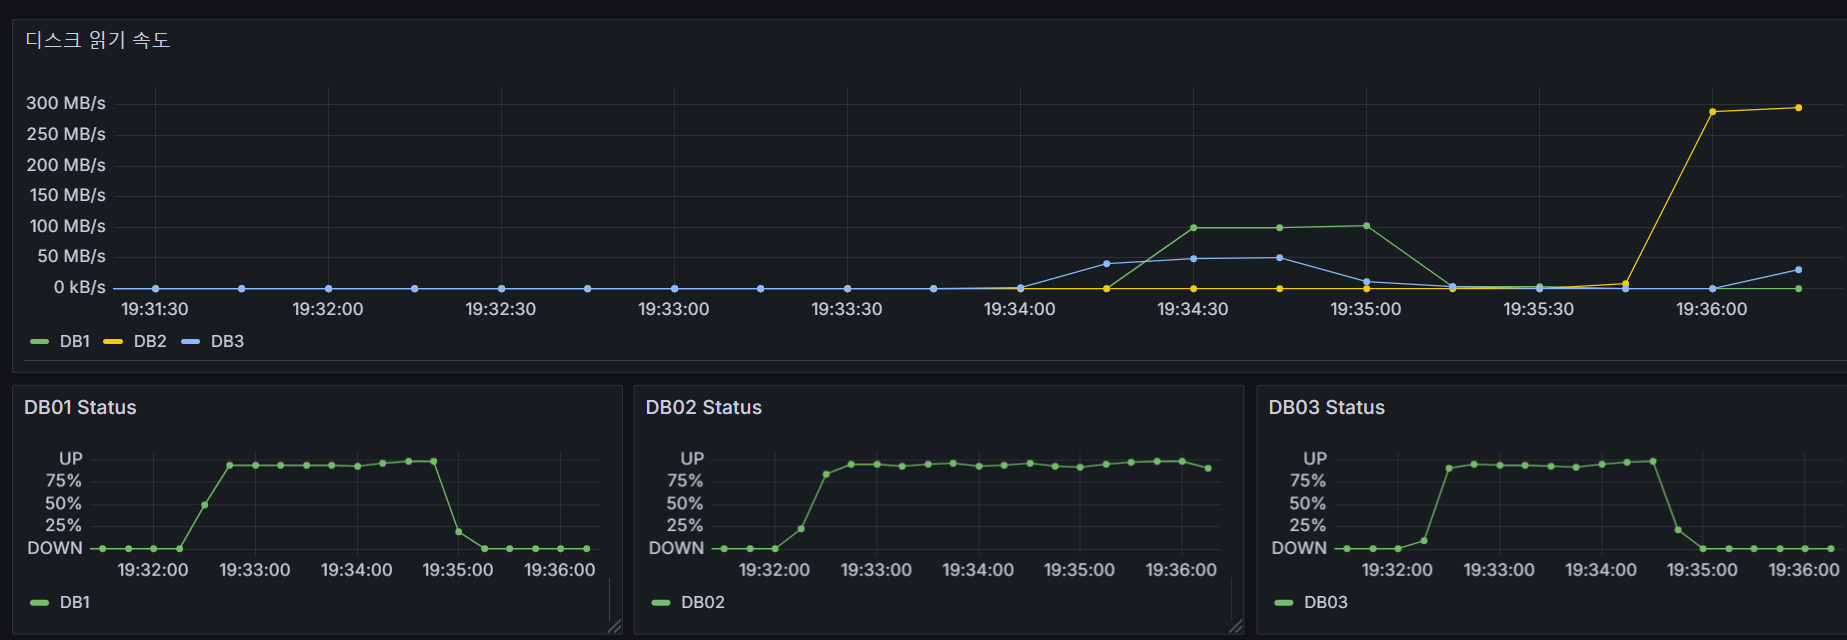 디스크 읽기 속도
300 MB/s
250 MB/s
200 MB/s
150 MB/s
100 MB/s
50 MB/s
0 kB/s
19:31:30 19:32:00 19:32:30 19:33:00 19:33:30 19:34:00 19:34:30 19:35:00 19:35:30 19:36:00
DB1 DB2 DB3
DB01 Status
UP
75%
50%
25%
DOWN
19:32:00 19:33:00 19:34:00 19:35:00 19:36:00
DB1
DB02 Status
UP
75%
50%
25%
DOWN
19:32:00 19:33:00 19:34:00 19:35:00 19:36:00
DB02
DB03 Status
UP
75%
50%
25%
DOWN
19:32:00 19:33:00 19:34:00 19:35:00 19:36:00
DB03